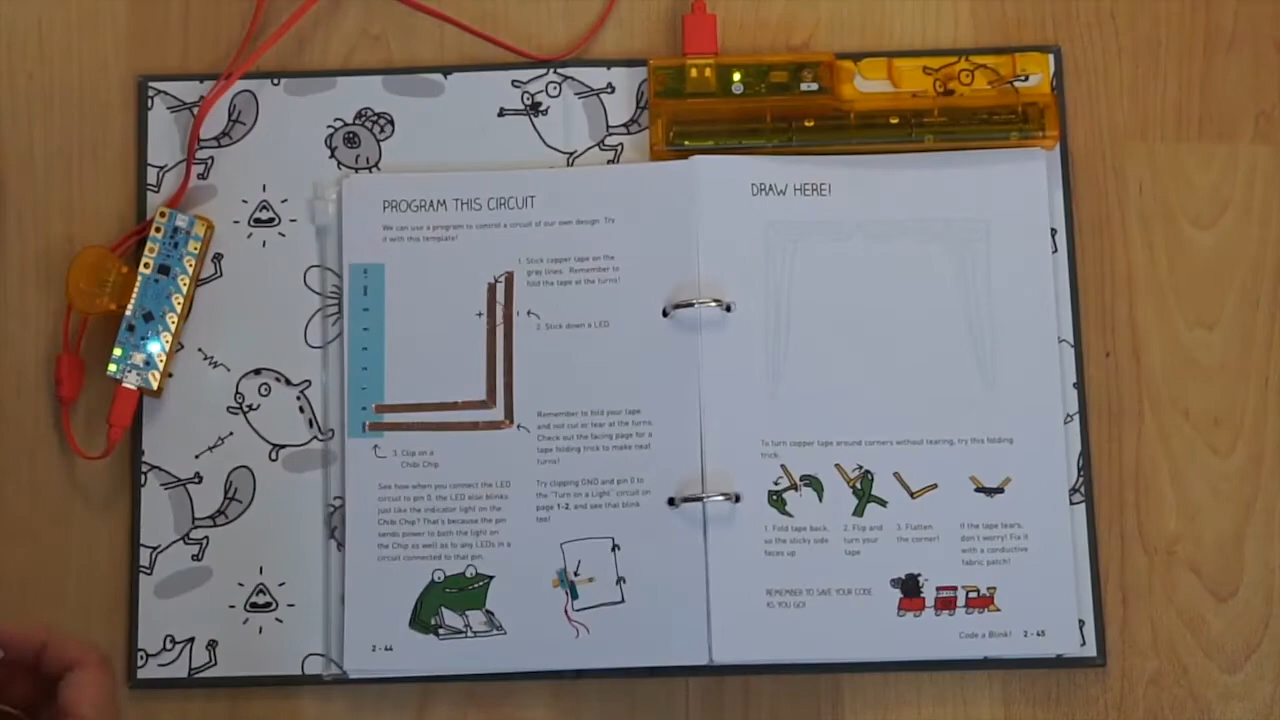 PROGRAM THIS CIRCUIT
We can use a program to control a circuit of our own design. Try
it with this template!
1. Stick copper tape on the
grey lines. Remember to
fold the tape at the turns!
+
-
2. Stick down a LED
Remember to fold your tape
and not cut or tear at the turns.
Check out the facing page for a
tape folding trick to make neat
turns!
3. Clip on a
Chibi Chip
See how when you connect the LED
circuit to pin 0, the LED also blinks
just like the indicator light on the
Chibi Chip? That's because the pin
sends power to both the light on
the Chip as well as to any LEDs in a
circuit connected to that pin.
Try clipping GND and pin 0 to
the "Turn on a Light" circuit on
page 1-2, and see that blink
too!
2 - 44
DRAW HERE!
To turn copper tape around corners without tearing, try this folding
trick.
1. Fold tape back,
so the sticky side
faces up
2. Flip and
turn your
tape
3. Flatten
the corner!
If the tape tears,
don't worry! Fix it
with a conductive
fabric patch!
REMEMBER TO SAVE YOUR CODE
AS YOU GO!
Code a Blink! 2 - 45